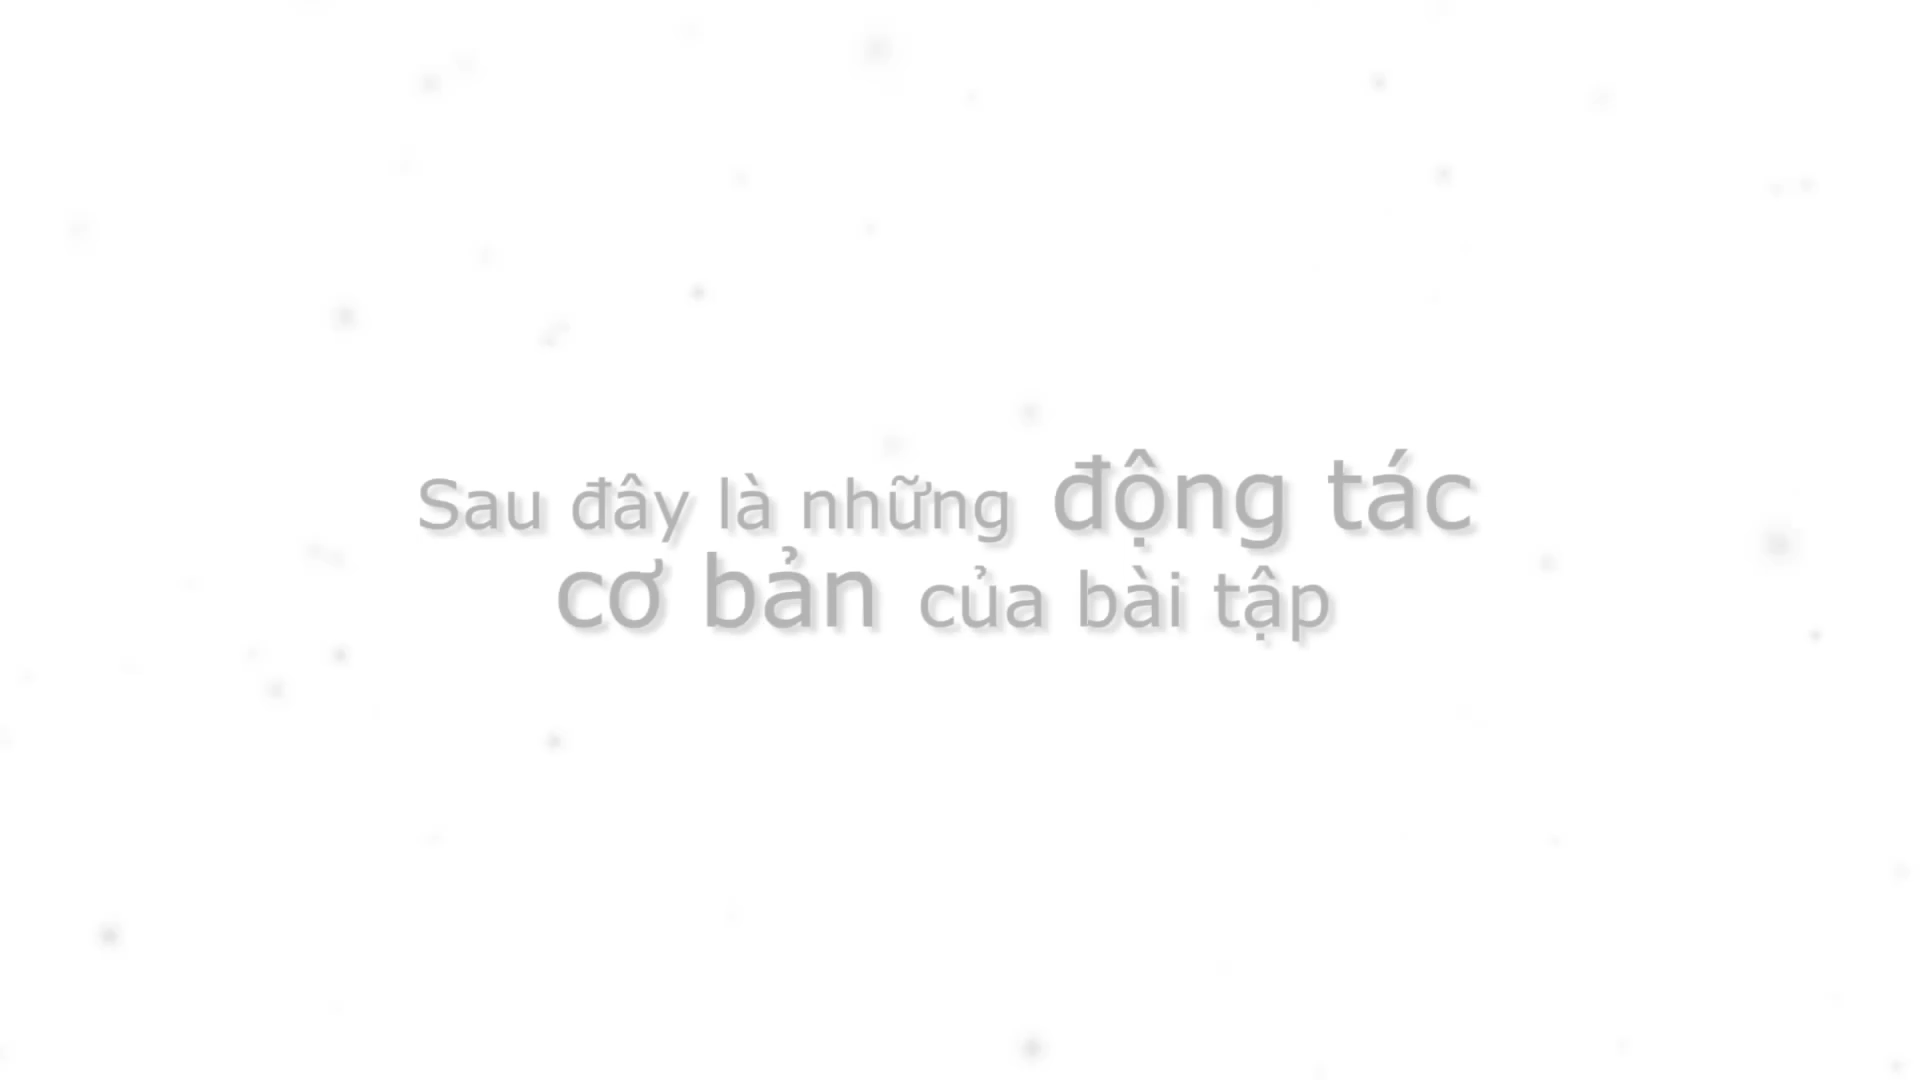 Sau đây là những động tác
cơ bản của bài tập